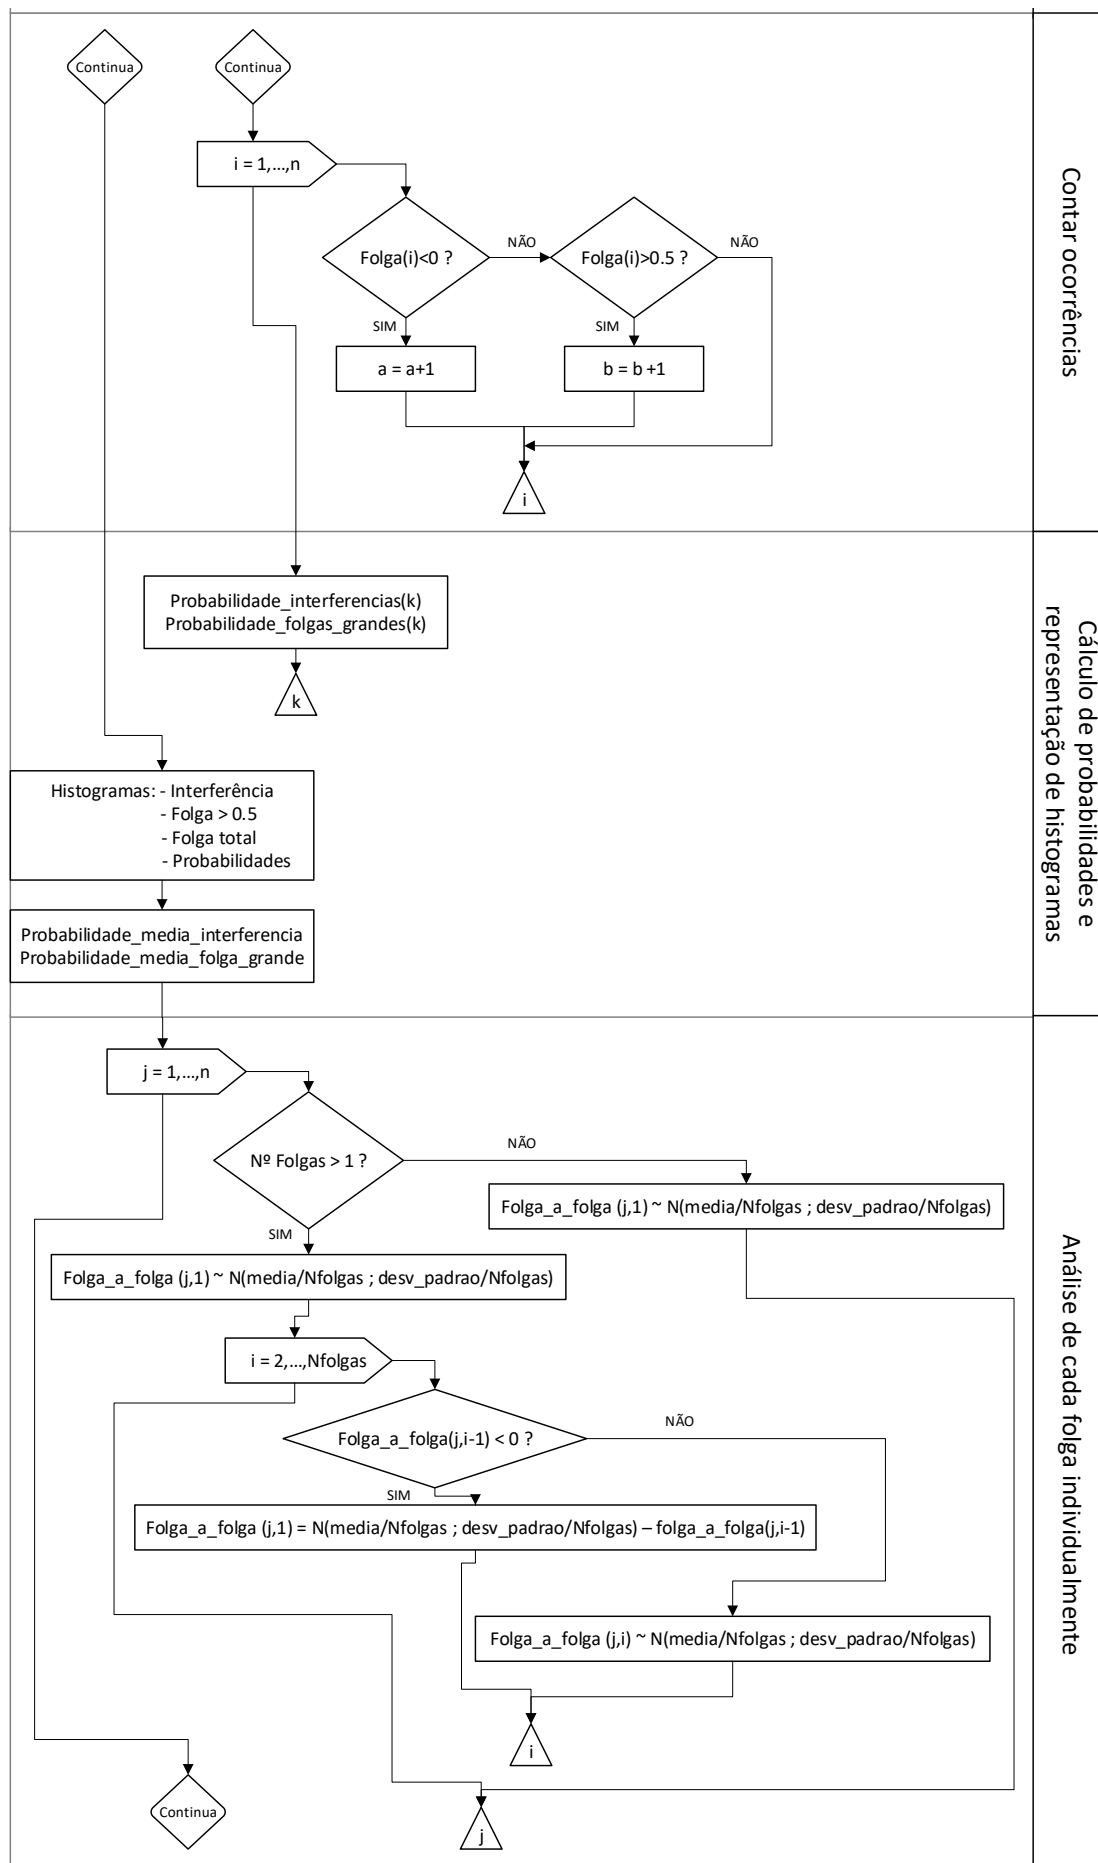 Continua
Continua
i = 1,...,n
Folga(i)<0 ?
NÃO
Folga(i)>0.5 ?
NÃO
SIM
SIM
a = a+1
b = b +1
i
Contar ocorrências
Probabilidade_interferencias(k)
Probabilidade_folgas_grandes(k)
k
Histogramas: - Interferência
- Folga > 0.5
- Folga total
- Probabilidades
Probabilidade_media_interferencia
Probabilidade_media_folga_grande
Cálculo de probabilidades e
representação de histogramas
j = 1,...,n
Nº Folgas > 1 ?
NÃO
Folga_a_folga (j,1) ~ N(media/Nfolgas ; desv_padrao/Nfolgas)
SIM
Folga_a_folga (j,1) ~ N(media/Nfolgas ; desv_padrao/Nfolgas)
i = 2,...,Nfolgas
Folga_a_folga(j,i-1) < 0 ?
NÃO
SIM
Folga_a_folga (j,1) = N(media/Nfolgas ; desv_padrao/Nfolgas) – folga_a_folga(j,i-1)
Folga_a_folga (j,i) ~ N(media/Nfolgas ; desv_padrao/Nfolgas)
i
Continua
j
Análise de cada folga individualmente